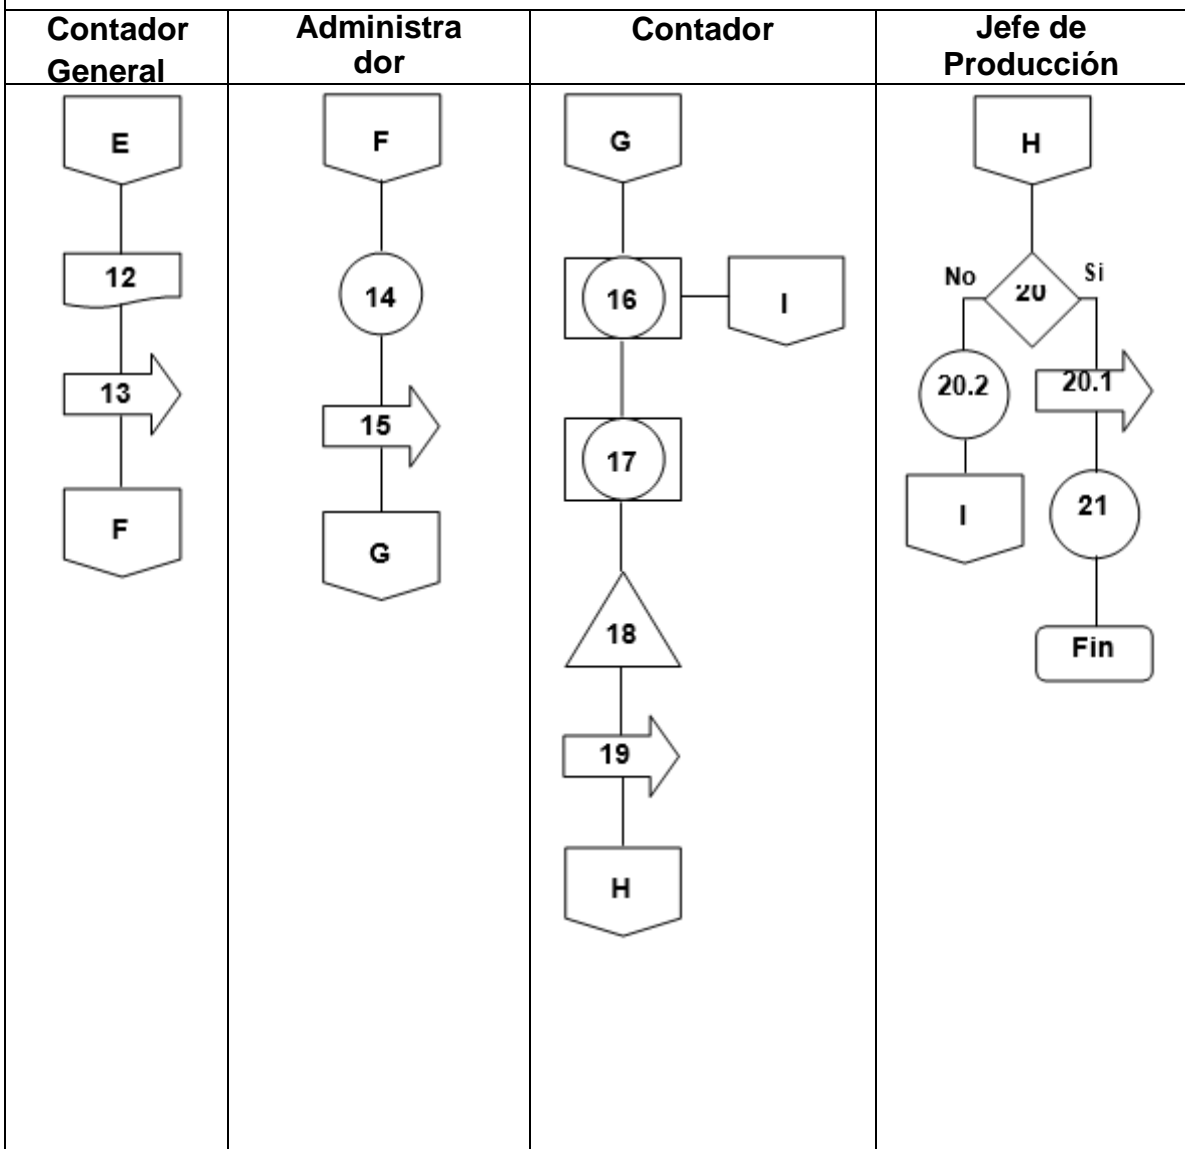 Contador
General
Administra
dor
Contador
Jefe de
Producción
E
12
13
F
F
14
15
G
G
16
I
17
18
19
H
H
No
Si
20
20.2
20.1
I
21
Fin